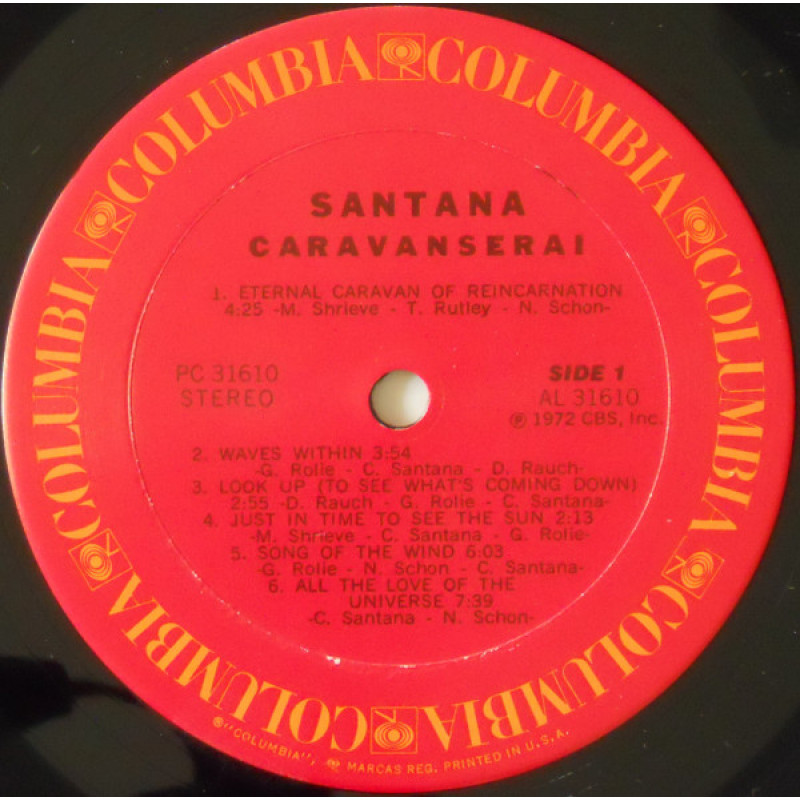 COLUMBIA COLUMBIA COLUMBIA COLUMBIA COLUMBIA COLUMBIA COLUMBIA COLUMBIA
SANTANA
CARAVANSERAI
1. ETERNAL CARAVAN OF REINCARNATION
4:25 -M. Shrieve - T. Rutley - N. Schon-
PC 31610
STEREO
SIDE 1
AL 31610
℗ 1972 CBS, Inc.
2. WAVES WITHIN 3:54
-G. Rolie - C. Santana - D. Rauch-
3. LOOK UP (TO SEE WHAT'S COMING DOWN)
2:55 -D. Rauch - G. Rolie - C. Santana-
4. JUST IN TIME TO SEE THE SUN 2:13
-M. Shrieve - C. Santana - G. Rolie-
5. SONG OF THE WIND 6:03
-G. Rolie - N. Schon - C. Santana-
6. ALL THE LOVE OF THE
UNIVERSE 7:39
-C. Santana - N. Schon-
®"COLUMBIA", MARCAS REG. PRINTED IN U.S.A.